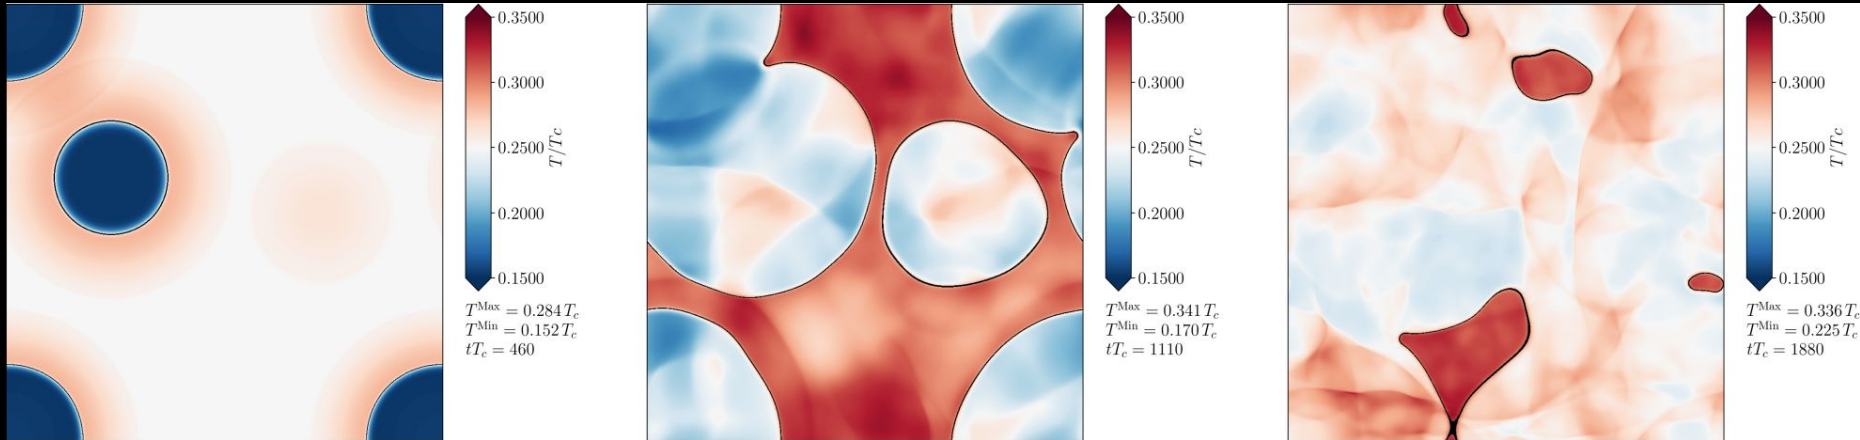 0.3500
0.3000
0.2500
0.2000
0.1500
T/Tc
T^Max = 0.284 T_c
T^Min = 0.152 T_c
tT_c = 460
0.3500
0.3000
0.2500
0.2000
0.1500
T/Tc
T^Max = 0.341 T_c
T^Min = 0.170 T_c
tT_c = 1110
0.3500
0.3000
0.2500
0.2000
0.1500
T/Tc
T^Max = 0.336 T_c
T^Min = 0.225 T_c
tT_c = 1880